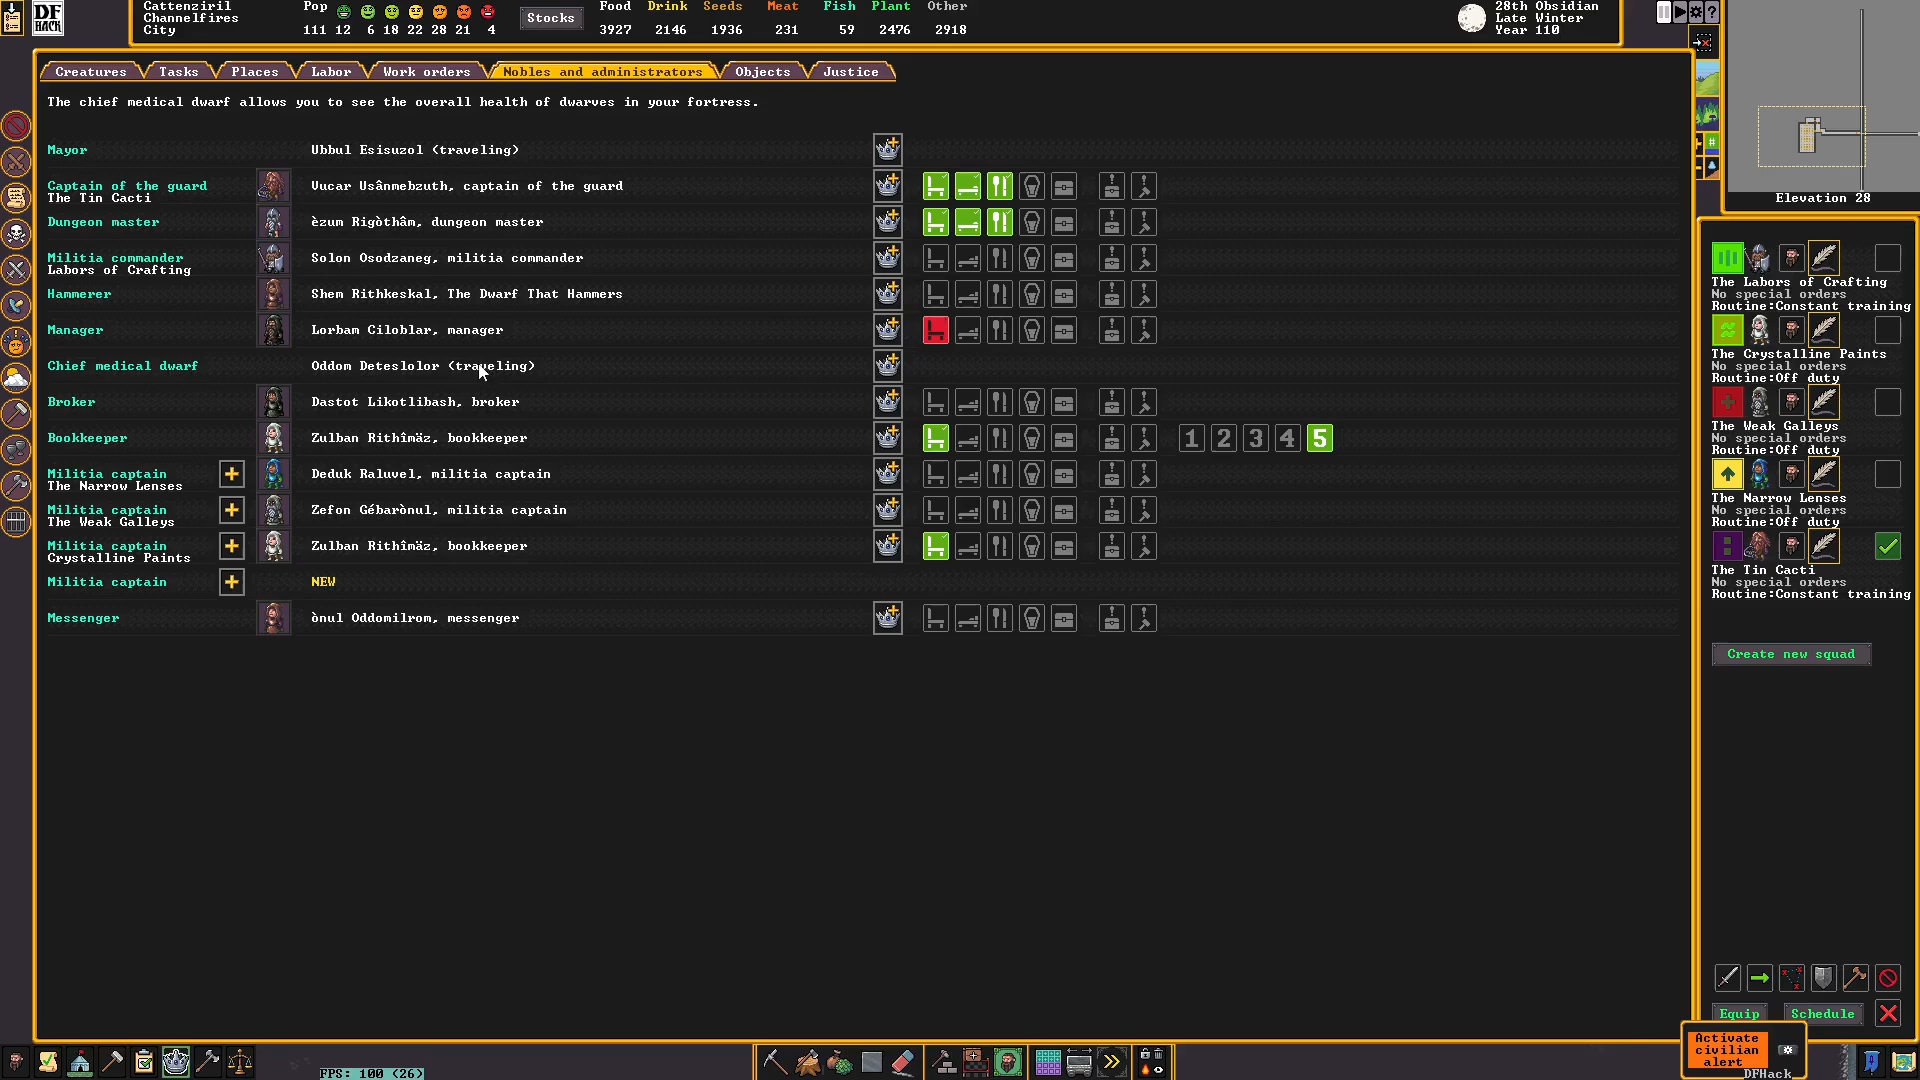 Cattenziril
Channelfires
City
DF
HACK
Pop
111 12 6 18 22 28 21 4
Stocks
Food Drink Seeds Meat Fish Plant Other
3927 2146 1936 231 59 2476 2918
28th Obsidian
Late Winter
Year 110
Elevation 28
Creatures Tasks Places Labor Work orders Nobles and administrators Objects Justice
The chief medical dwarf allows you to see the overall health of dwarves in your fortress.
Mayor Ubbul Esisuzol (traveling)
Captain of the guard Vucar Usânmebzuth, captain of the guard
The Tin Cacti
Dungeon master èzum Rigòthâm, dungeon master
Militia commander Solon Osodzaneg, militia commander
Labors of Crafting
Hammerer Shem Rithkeskal, The Dwarf That Hammers
Manager Lorbam Ciloblar, manager
Chief medical dwarf Oddom Deteslolor (traveling)
Broker Dastot Likotlibash, broker
Bookkeeper Zulban Rithîmäz, bookkeeper 1 2 3 4 5
Militia captain Deduk Raluvel, militia captain
The Narrow Lenses
Militia captain Zefon Gébarònul, militia captain
The Weak Galleys
Militia captain Zulban Rithîmäz, bookkeeper
Crystalline Paints
Militia captain NEW
Messenger ònul Oddomilrom, messenger
The Labors of Crafting
No special orders
Routine:Constant training
The Crystalline Paints
No special orders
Routine:Off duty
The Weak Galleys
No special orders
Routine:Off duty
The Narrow Lenses
No special orders
Routine:Off duty
The Tin Cacti
No special orders
Routine:Constant training
Create new squad
Equip Schedule
Activate
civilian
alert
DFHack
FPS: 100 (26)